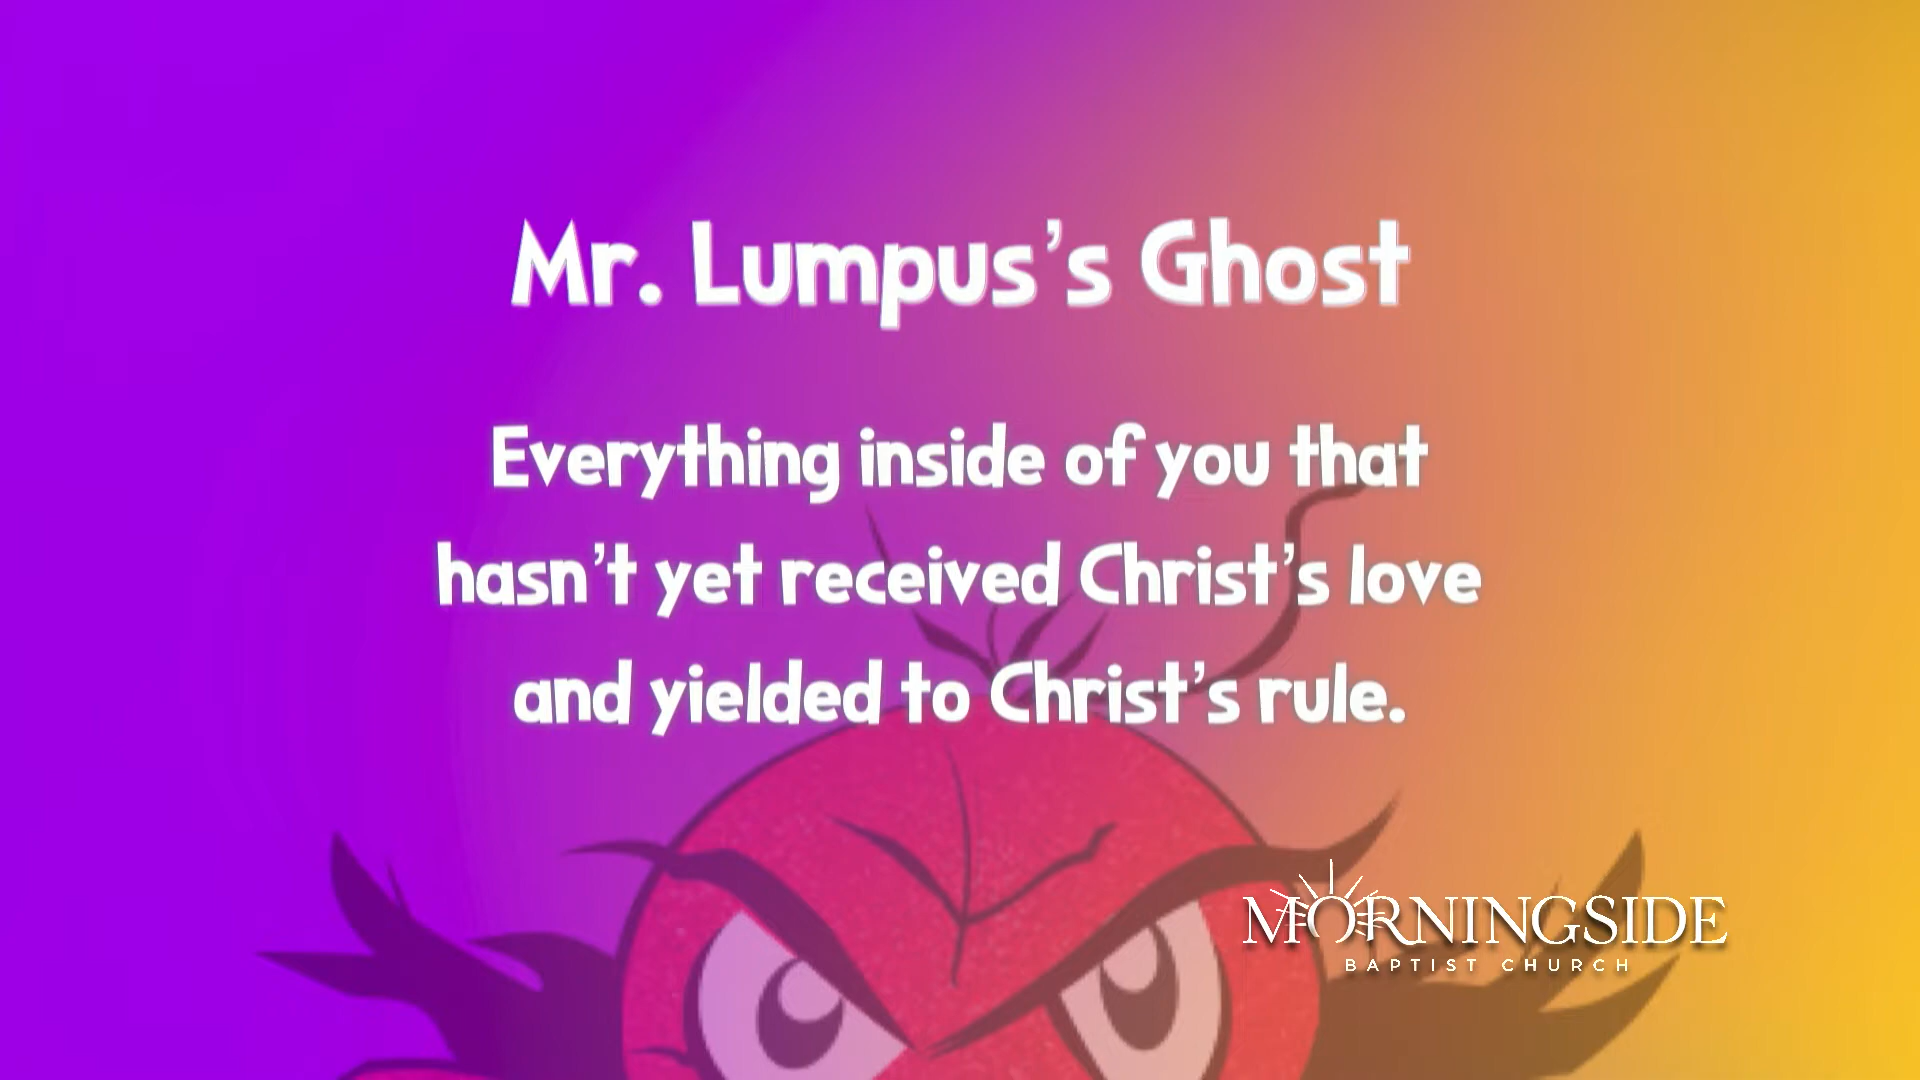 Mr. Lumpus’s Ghost
Everything inside of you that
hasn’t yet received Christ’s love
and yielded to Christ’s rule.
MORNINGSIDE
BAPTIST CHURCH